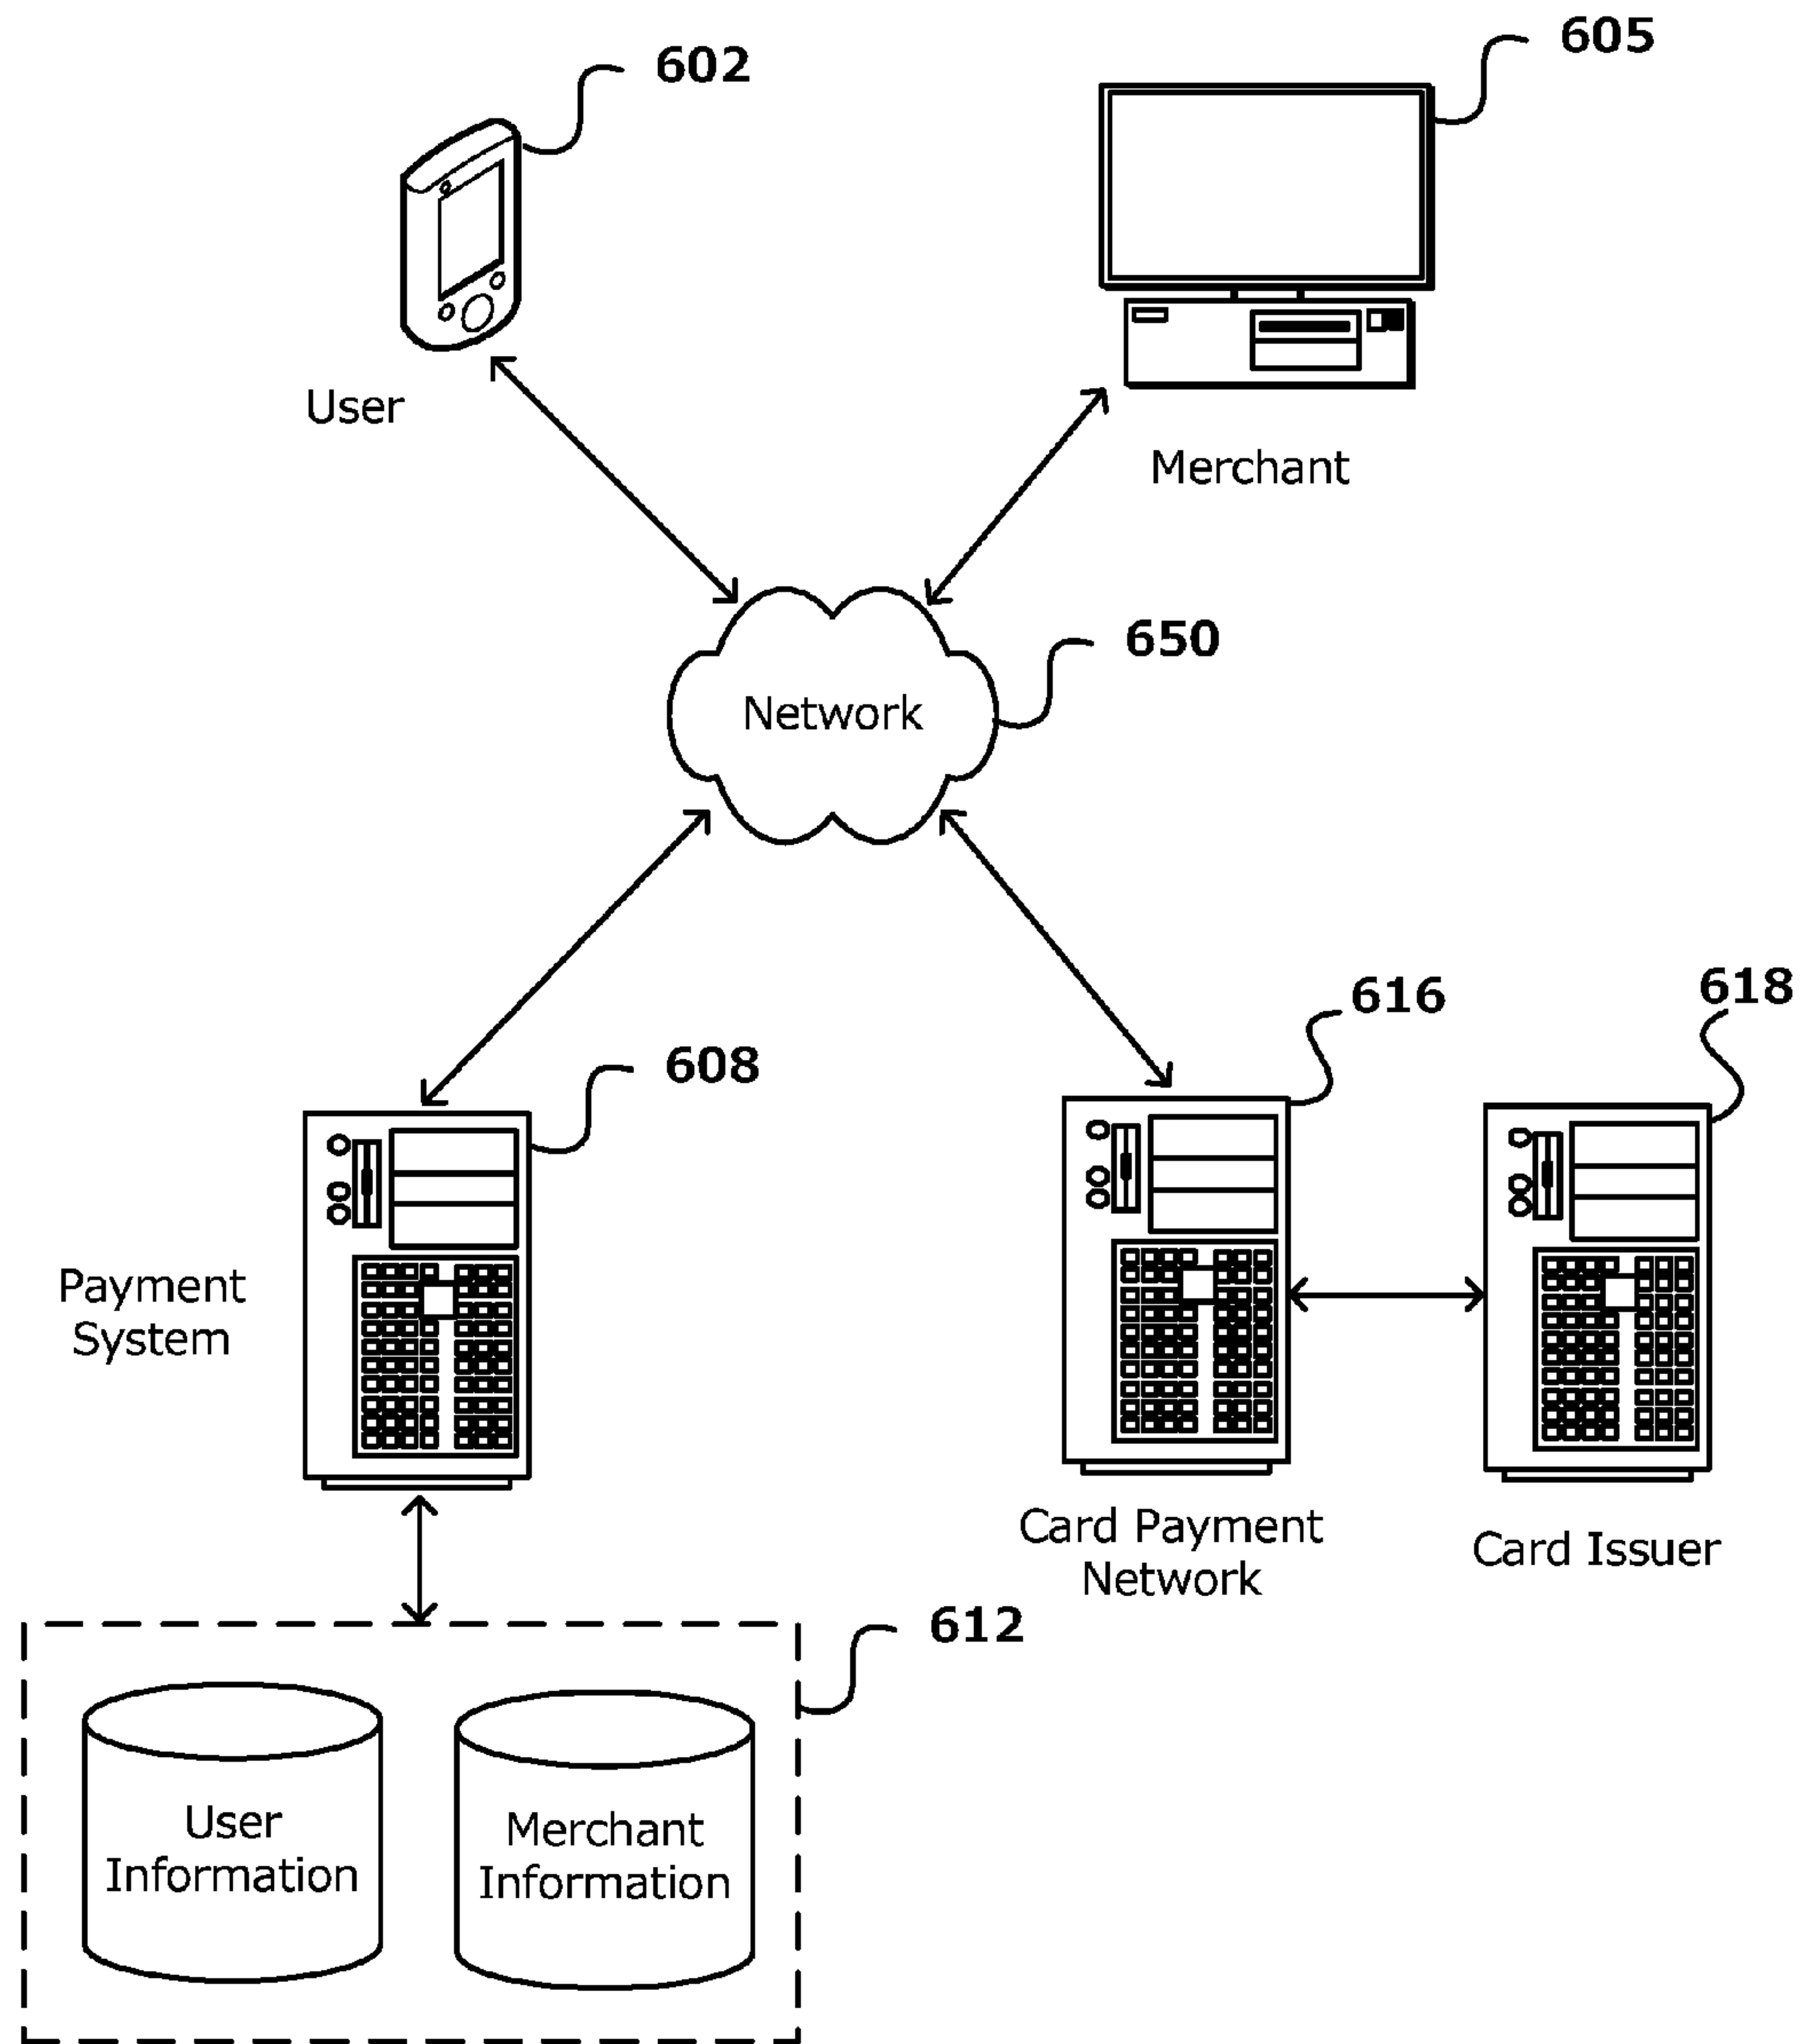 602
605
User
Merchant
650
Network
616
618
608
Payment
System
Card Payment
Network
Card Issuer
612
User
Information
Merchant
Information